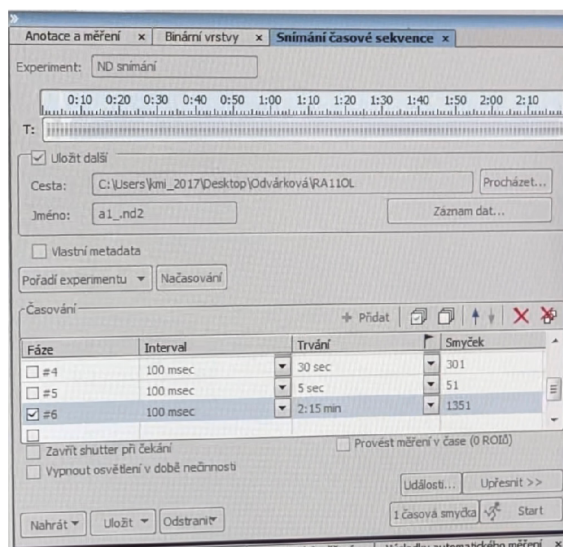 »
Anotace a měření x Binární vrstvy x Snímání časové sekvence x
Experiment: ND snímání
0:10 0:20 0:30 0:40 0:50 1:00 1:10 1:20 1:30 1:40 1:50 2:00 2:10
T:
Uložit další
Cesta: C:\Users\kmi_2017\Desktop\Odvárková\RA11OL Procházet...
Jméno: a1_.nd2 Záznam dat...
Vlastní metadata
Pořadí experimentu Načasování
Časování
Přidat
Fáze Interval Trvání Smyček
#4 100 msec 30 sec 301
#5 100 msec 5 sec 51
#6 100 msec 2:15 min 1351
Zavřít shutter při čekání Provést měření v čase (0 ROIů)
Vypnout osvětlení v době nečinnosti
Události... Upřesnit >>
1 časová smyčka Start
Nahrát Uložit Odstranit
automatického měření x